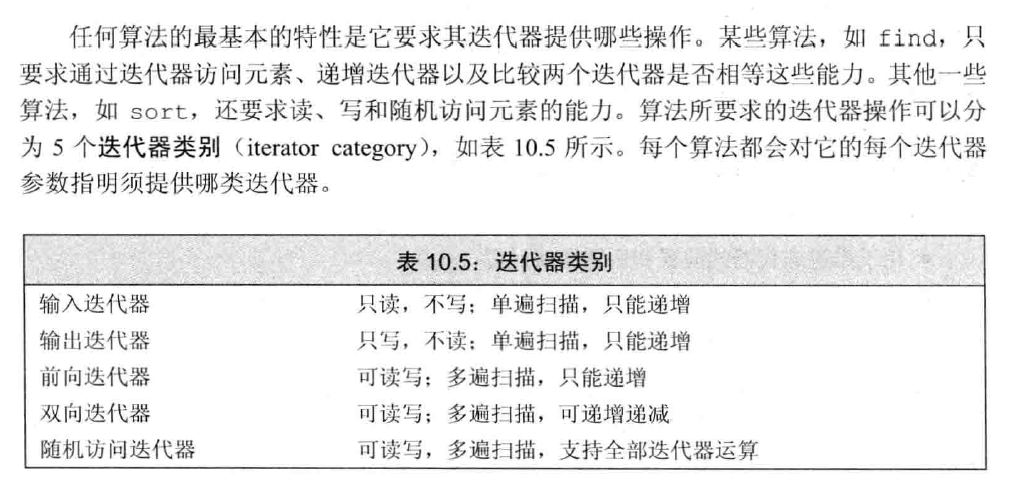 任何算法的最基本的特性是它要求其迭代器提供哪些操作。某些算法，如 find，只
要求通过迭代器访问元素、递增迭代器以及比较两个迭代器是否相等这些能力。其他一些
算法，如 sort，还要求读、写和随机访问元素的能力。算法所要求的迭代器操作可以分
为 5 个迭代器类别（iterator category），如表 10.5 所示。每个算法都会对它的每个迭代器
参数指明须提供哪类迭代器。
表 10.5：迭代器类别
输入迭代器 只读，不写；单遍扫描，只能递增
输出迭代器 只写，不读；单遍扫描，只能递增
前向迭代器 可读写；多遍扫描，只能递增
双向迭代器 可读写；多遍扫描，可递增递减
随机访问迭代器 可读写，多遍扫描，支持全部迭代器运算